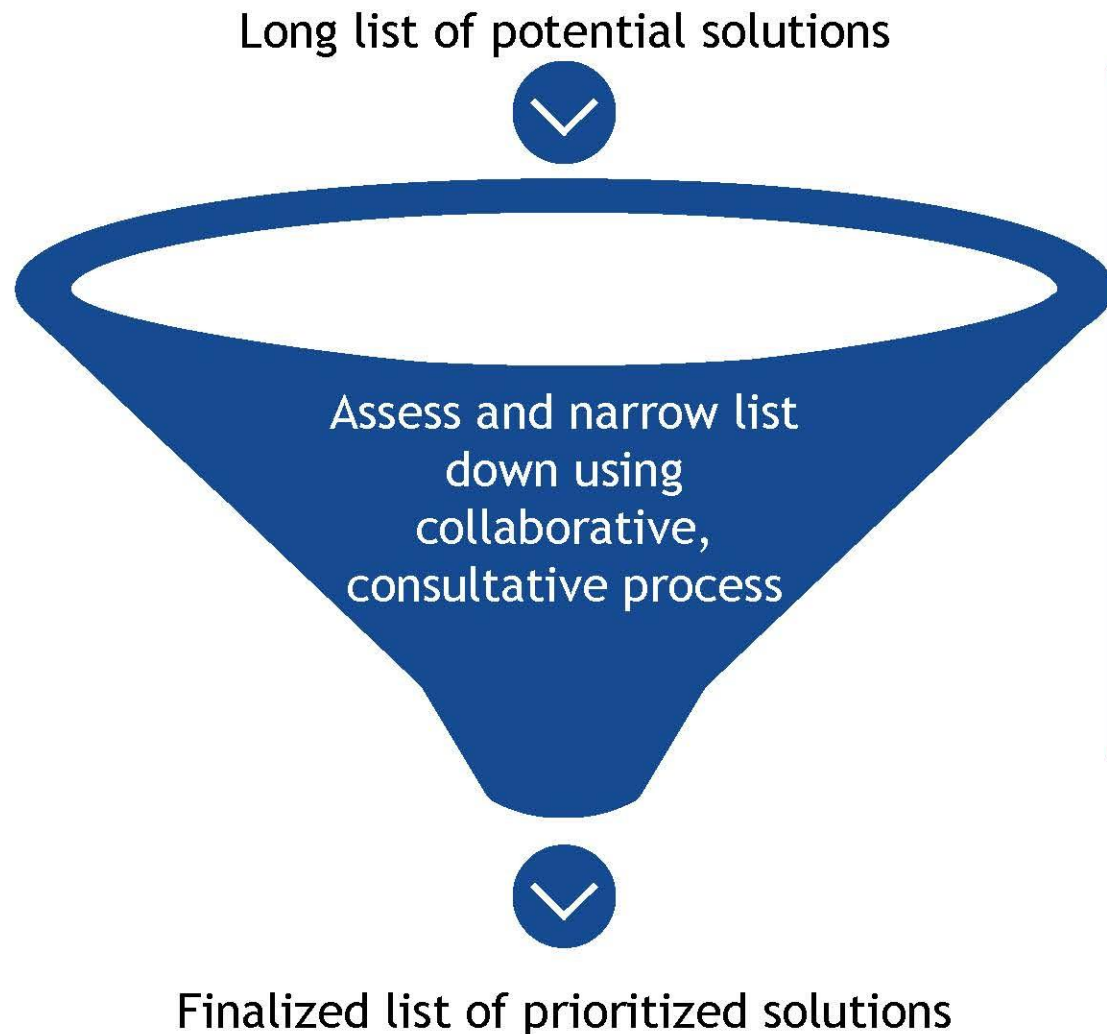 Long list of potential solutions
Assess and narrow list
down using
collaborative,
consultative process
Finalized list of prioritized solutions